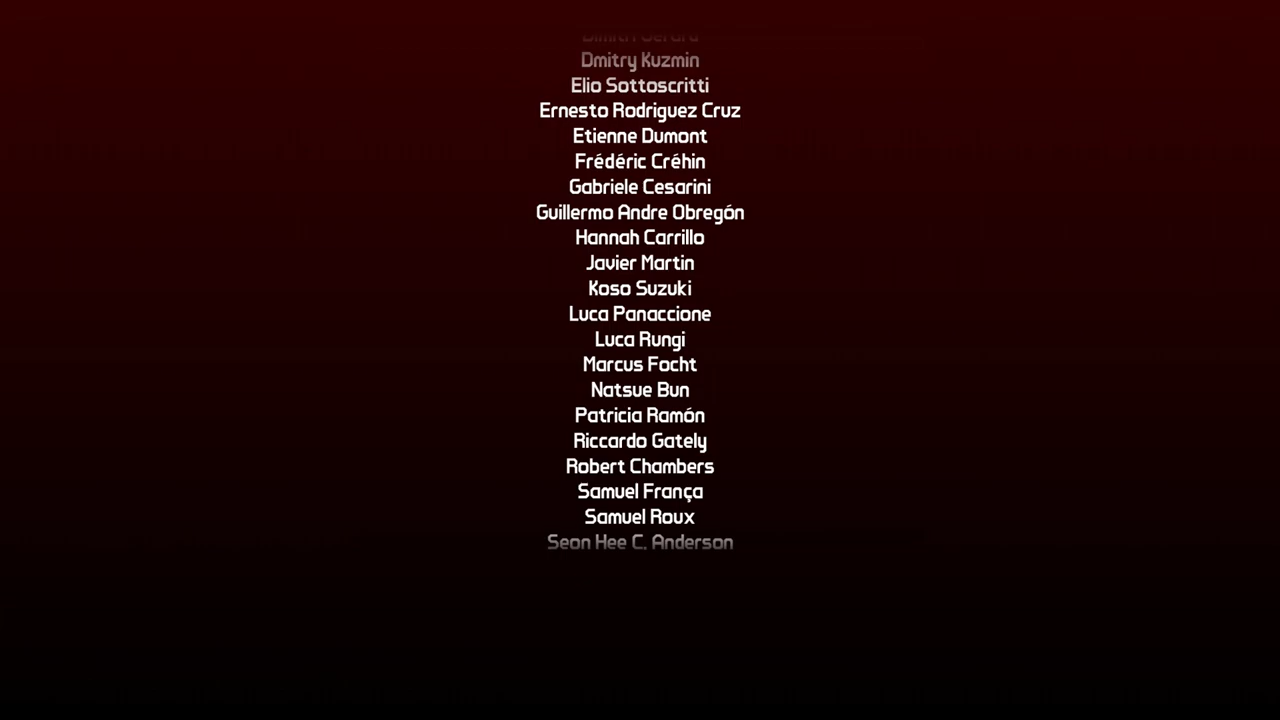 Dmitry Kuzmin
Elio Sottoscritti
Ernesto Rodriguez Cruz
Etienne Dumont
Frédéric Créhin
Gabriele Cesarini
Guillermo Andre Obregón
Hannah Carrillo
Javier Martin
Koso Suzuki
Luca Panaccione
Luca Rungi
Marcus Focht
Natsue Bun
Patricia Ramón
Riccardo Gately
Robert Chambers
Samuel França
Samuel Roux
Seon Hee C. Anderson